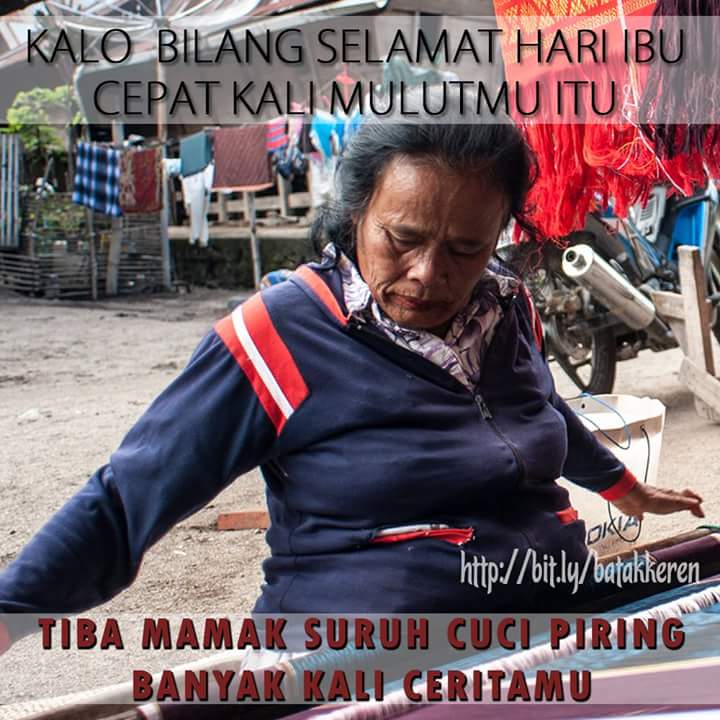 KALO BILANG SELAMAT HARI IBU
CEPAT KALI MULUTMU ITU
OKIA
http://bit.ly/batakkeren
TIBA MAMAK SURUH CUCI PIRING
BANYAK KALI CERITAMU